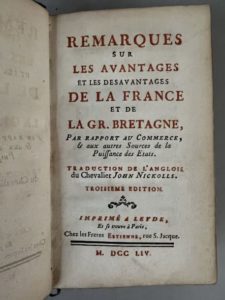 REMARQUES
SUR
LES AVANTAGES
ET LES DESAVANTAGES
DE LA FRANCE
ET DE
LA GR. BRETAGNE,
PAR RAPPORT AU COMMERCE,
& aux autres Sources de la
Puissance des Etats.
TRADUCTION DE L'ANGLOIS
du Chevalier JOHN NICKOLLS.
TROISIEME EDITION.
IMPRIMÉ A LEYDE,
Et se trouve à Paris,
Chez les Freres ESTIENNE, rue S. Jacque.
M. DCC LIV.